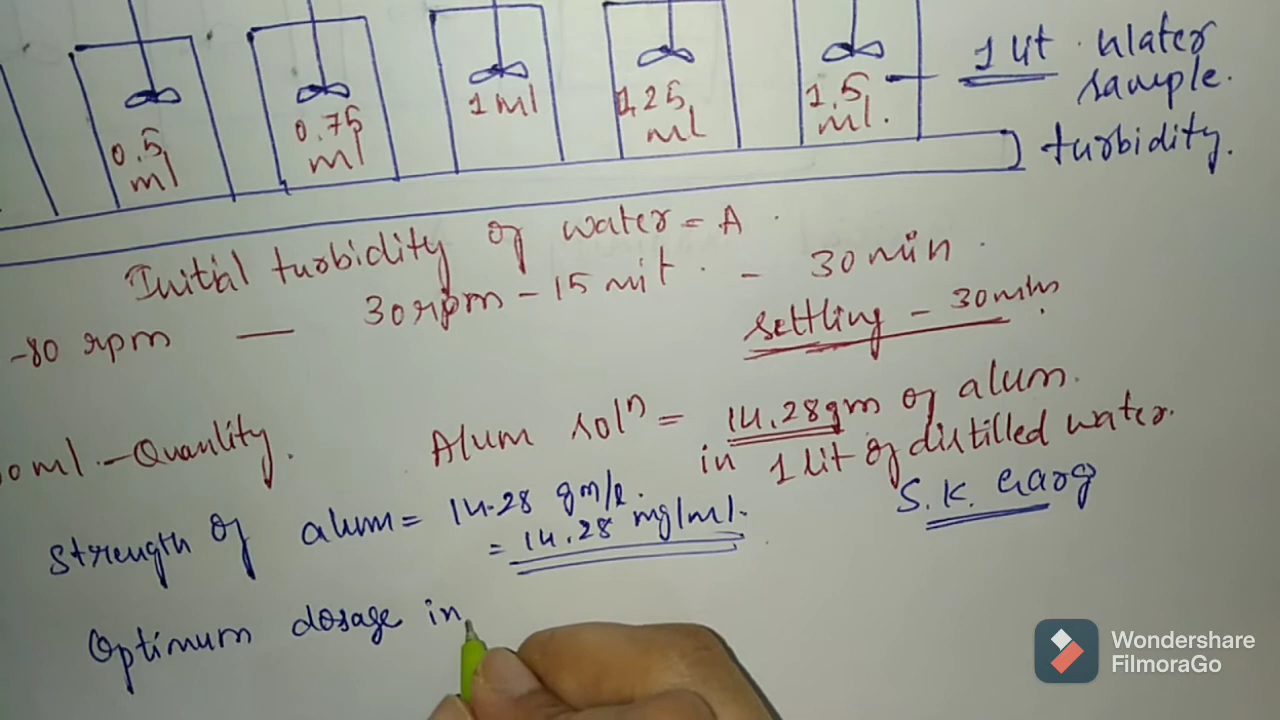 0.5 ml
0.75 ml
1 ml
1.25 ml
1.5 ml.
1 lit water sample.
turbidity.
Initial turbidity of water = A
-80 rpm — 30 rpm - 15 mit. - 30 min.
settling - 30 min
0 ml - Quanlity.
Alum solⁿ = 14.28 gm of alum.
in 1 lit of distilled water.
S. K. Garg
Strength of alum = 14.28 gm/l.
= 14.28 mg/ml.
Optimum dosage in
Wondershare
FilmoraGo